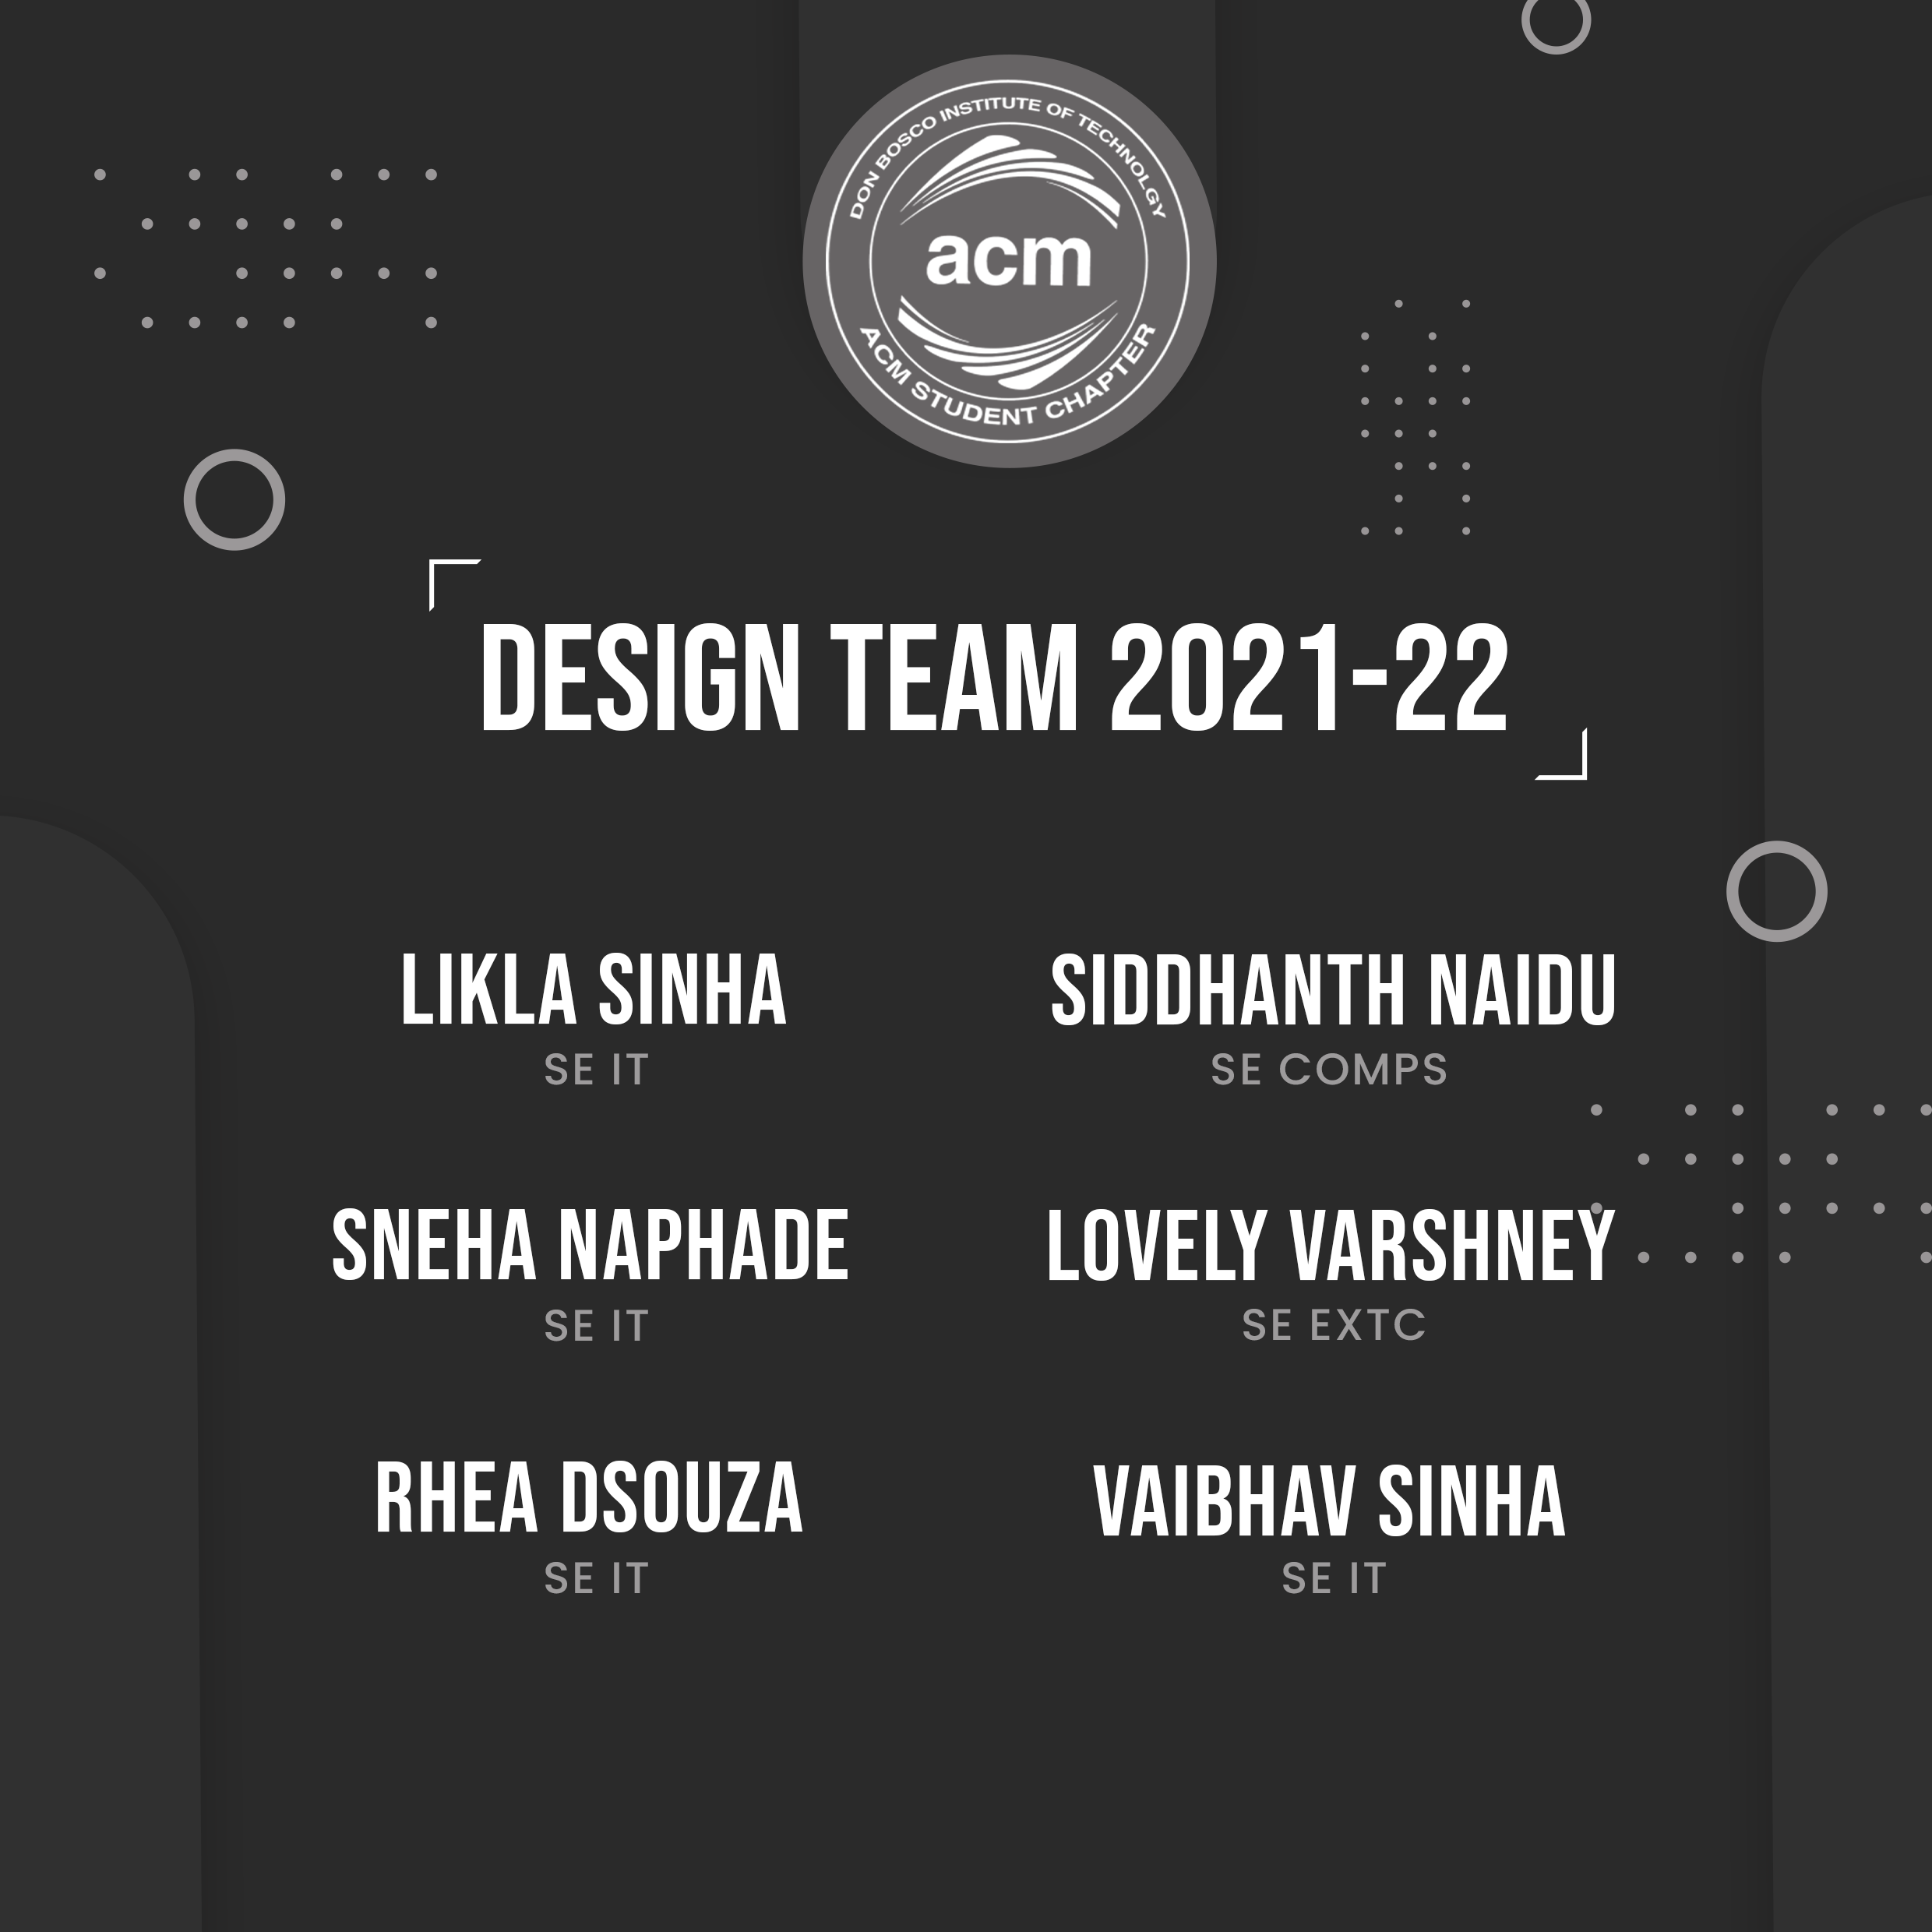 DON BOSCO INSTITUTE OF TECHNOLGY
acm
ACM STUDENT CHAPTER
DESIGN TEAM 2021-22
LIKLA SINHA
SE IT
SIDDHANTH NAIDU
SE COMPS
SNEHA NAPHADE
SE IT
LOVELY VARSHNEY
SE EXTC
RHEA DSOUZA
SE IT
VAIBHAV SINHA
SE IT